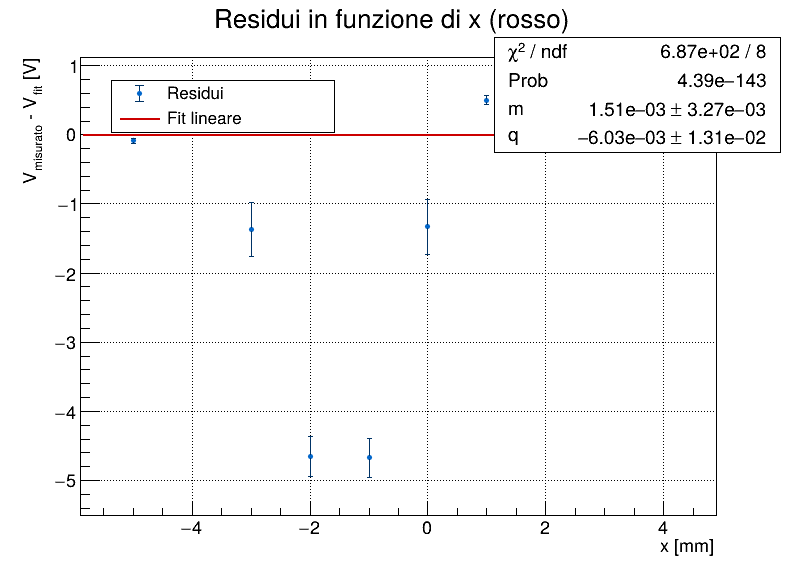 Residui in funzione di x (rosso)
χ² / ndf 6.87e+02 / 8
Prob 4.39e−143
m 1.51e−03 ± 3.27e−03
q −6.03e−03 ± 1.31e−02
Residui
Fit lineare
V_misurato - V_fit [V]
1
0
−1
−2
−3
−4
−5
−4 −2 0 2 4
x [mm]